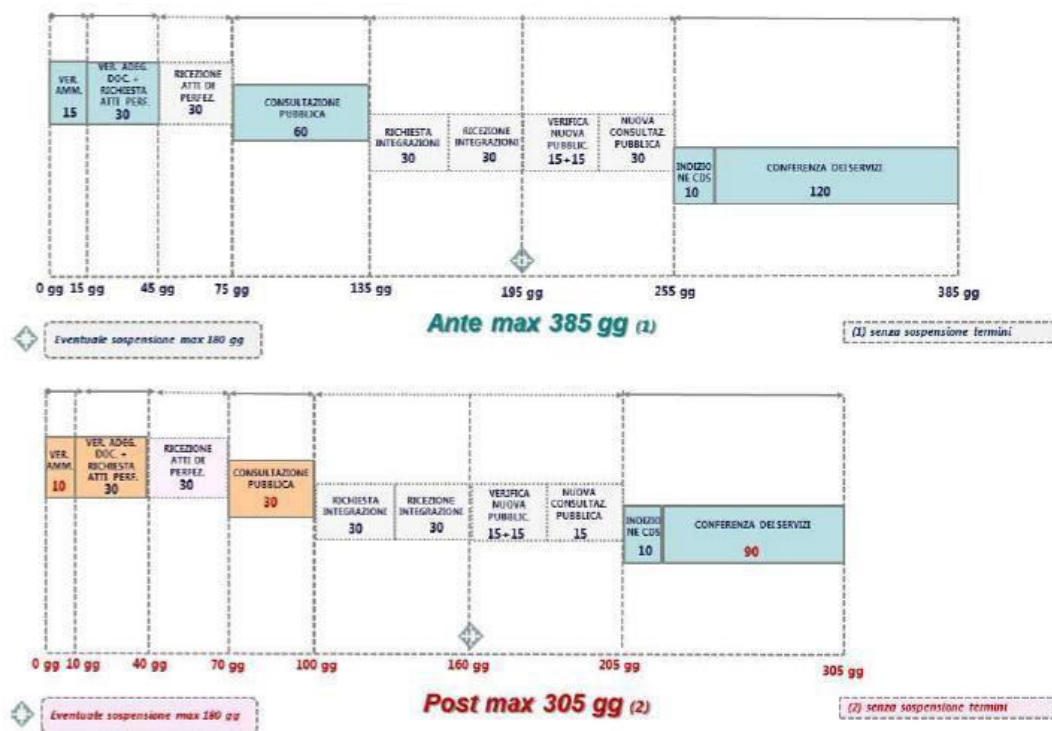 VER.
AMM.
15
VER. ADEG.
DOC. +
RICHIESTA
ATTI PERF.
30
RICEZIONE
ATTI DI
PERFEZ.
30
CONSULTAZIONE
PUBBLICA
60
RICHIESTA
INTEGRAZIONI
30
RICEZIONE
INTEGRAZIONI
30
VERIFICA
NUOVA
PUBBLIC.
15+15
NUOVA
CONSULTAZ.
PUBBLICA
30
INDIZIO
NE CDS
10
CONFERENZA DEI SERVIZI
120
0 gg 15 gg 45 gg 75 gg 135 gg 195 gg 255 gg 385 gg
Ante max 385 gg (1)
Eventuale sospensione max 180 gg
(1) senza sospensione termini
VER.
AMM.
10
VER. ADEG.
DOC. +
RICHIESTA
ATTI PERF.
30
RICEZIONE
ATTI DI
PERFEZ.
30
CONSULTAZIONE
PUBBLICA
30
RICHIESTA
INTEGRAZIONI
30
RICEZIONE
INTEGRAZIONI
30
VERIFICA
NUOVA
PUBBLIC.
15+15
NUOVA
CONSULTAZ.
PUBBLICA
15
INDIZIO
NE CDS
10
CONFERENZA DEI SERVIZI
90
0 gg 10 gg 40 gg 70 gg 100 gg 160 gg 205 gg 305 gg
Post max 305 gg (2)
Eventuale sospensione max 180 gg
(2) senza sospensione termini